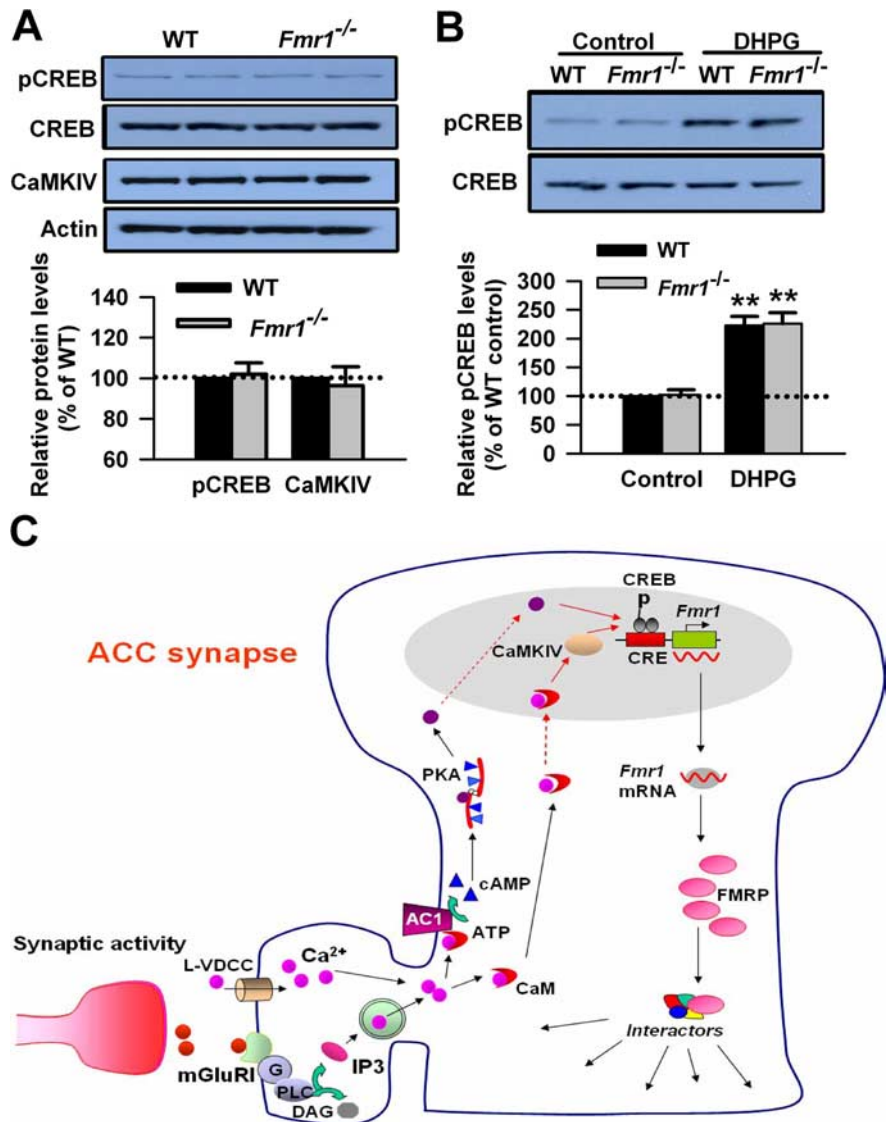 A
WT Fmr1-/-
pCREB
CREB
CaMKIV
Actin
WT
Fmr1-/-
Relative protein levels
(% of WT)
140
120
100
80
60
pCREB CaMKIV
B
Control DHPG
WT Fmr1-/- WT Fmr1-/-
pCREB
CREB
WT
Fmr1-/-
Relative pCREB levels
(% of WT control)
300
250
200
150
100
50
0
** **
Control DHPG
C
ACC synapse
CREB
p
Fmr1
CaMKIV
CRE
PKA
Fmr1
mRNA
cAMP
FMRP
AC1
ATP
Synaptic activity
L-VDCC
Ca2+
CaM
Interactors
mGluRI
IP3
G
PLC
DAG